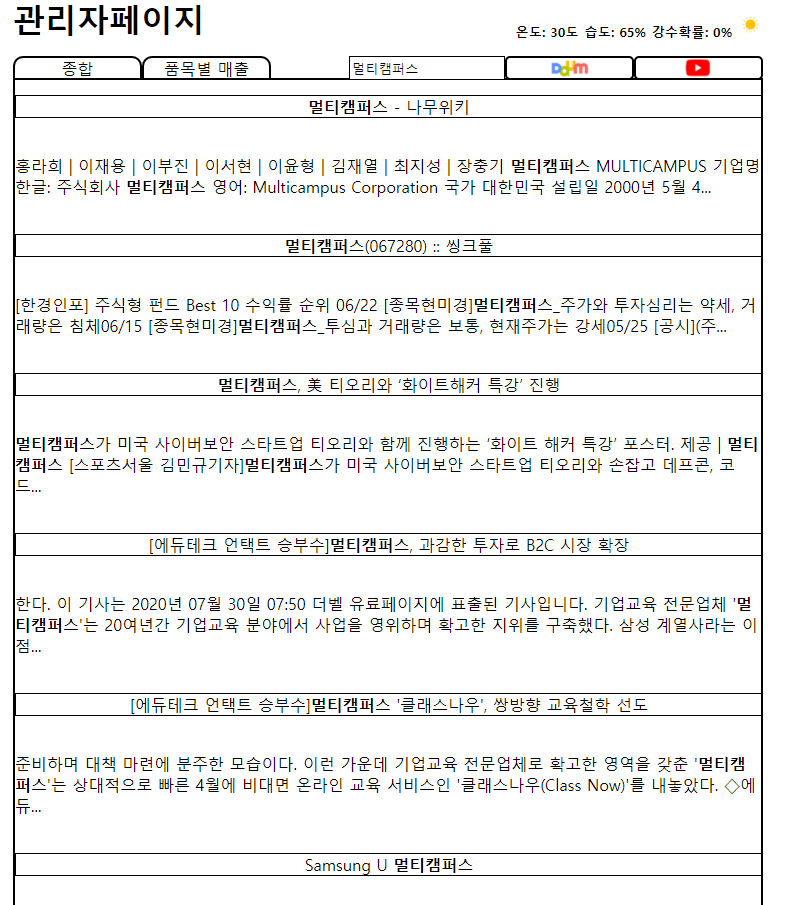 관리자페이지
온도: 30도 습도: 65% 강수확률: 0%
종합 품목별 매출 멀티캠퍼스 Daum
멀티캠퍼스 - 나무위키
홍라희 | 이재용 | 이부진 | 이서현 | 이윤형 | 김재열 | 최지성 | 장충기 멀티캠퍼스 MULTICAMPUS 기업명
한글: 주식회사 멀티캠퍼스 영어: Multicampus Corporation 국가 대한민국 설립일 2000년 5월 4...
멀티캠퍼스(067280) :: 씽크풀
[한경인포] 주식형 펀드 Best 10 수익률 순위 06/22 [종목현미경]멀티캠퍼스_주가와 투자심리는 약세, 거
래량은 침체06/15 [종목현미경]멀티캠퍼스_투심과 거래량은 보통, 현재주가는 강세05/25 [공시](주...
멀티캠퍼스, 美 티오리와 ‘화이트해커 특강’ 진행
멀티캠퍼스가 미국 사이버보안 스타트업 티오리와 함께 진행하는 ‘화이트 해커 특강’ 포스터. 제공 | 멀티
캠퍼스 [스포츠서울 김민규기자]멀티캠퍼스가 미국 사이버보안 스타트업 티오리와 손잡고 데프콘, 코
드...
[에듀테크 언택트 승부수]멀티캠퍼스, 과감한 투자로 B2C 시장 확장
한다. 이 기사는 2020년 07월 30일 07:50 더벨 유료페이지에 표출된 기사입니다. 기업교육 전문업체 '멀
티캠퍼스'는 20여년간 기업교육 분야에서 사업을 영위하며 확고한 지위를 구축했다. 삼성 계열사라는 이
점...
[에듀테크 언택트 승부수]멀티캠퍼스 '클래스나우', 쌍방향 교육철학 선도
준비하며 대책 마련에 분주한 모습이다. 이런 가운데 기업교육 전문업체로 확고한 영역을 갖춘 '멀티캠
퍼스'는 상대적으로 빠른 4월에 비대면 온라인 교육 서비스인 '클래스나우(Class Now)'를 내놓았다. ◇에
듀...
Samsung U 멀티캠퍼스